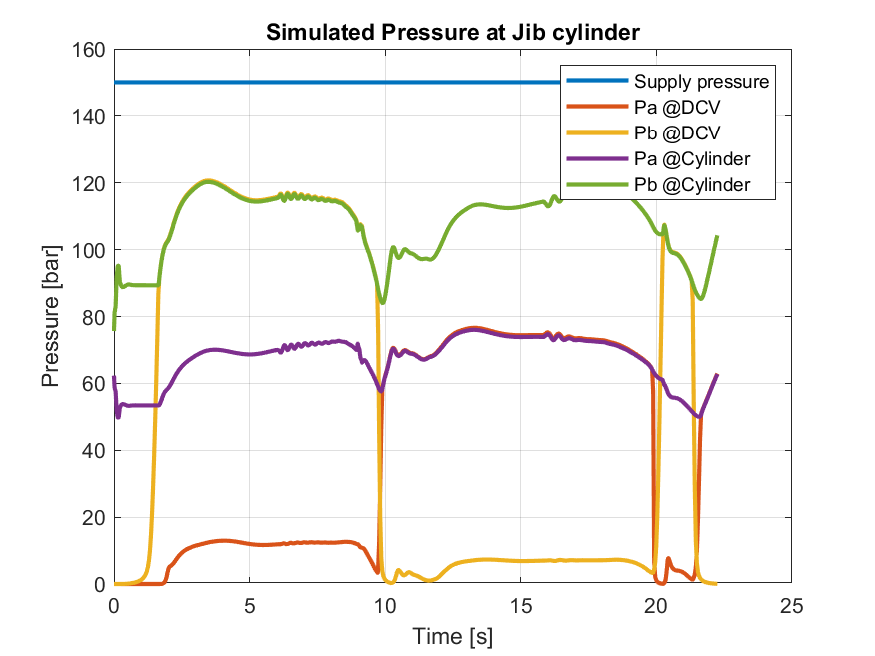 Simulated Pressure at Jib cylinder
160
140
120
100
80
60
40
20
0
Pressure [bar]
Supply pressure
Pa @DCV
Pb @DCV
Pa @Cylinder
Pb @Cylinder
0 5 10 15 20 25
Time [s]